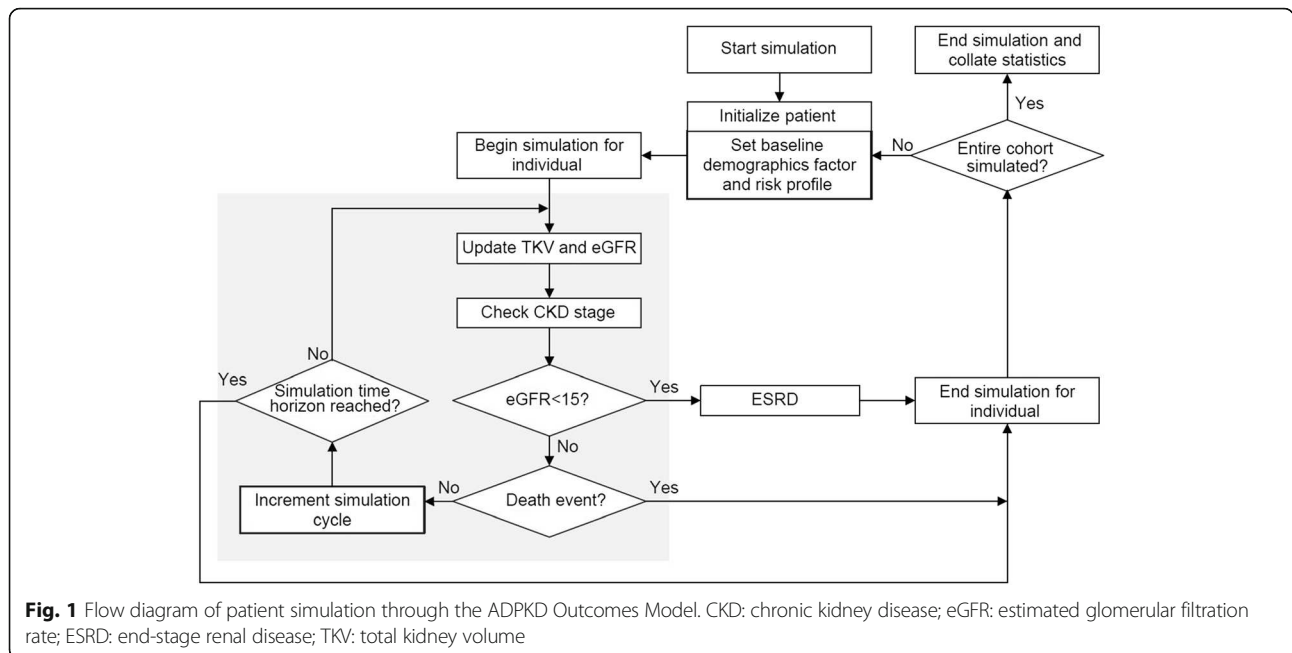 Start simulation
End simulation and
collate statistics
Yes
Initialize patient
Set baseline
demographics factor
and risk profile
No
Entire cohort
simulated?
Begin simulation for
individual
Update TKV and eGFR
Check CKD stage
No
Yes
Simulation time
horizon reached?
eGFR<15?
Yes
ESRD
End simulation for
individual
No
Increment simulation
cycle
No
Death event?
Yes
Fig. 1 Flow diagram of patient simulation through the ADPKD Outcomes Model. CKD: chronic kidney disease; eGFR: estimated glomerular filtration
rate; ESRD: end-stage renal disease; TKV: total kidney volume